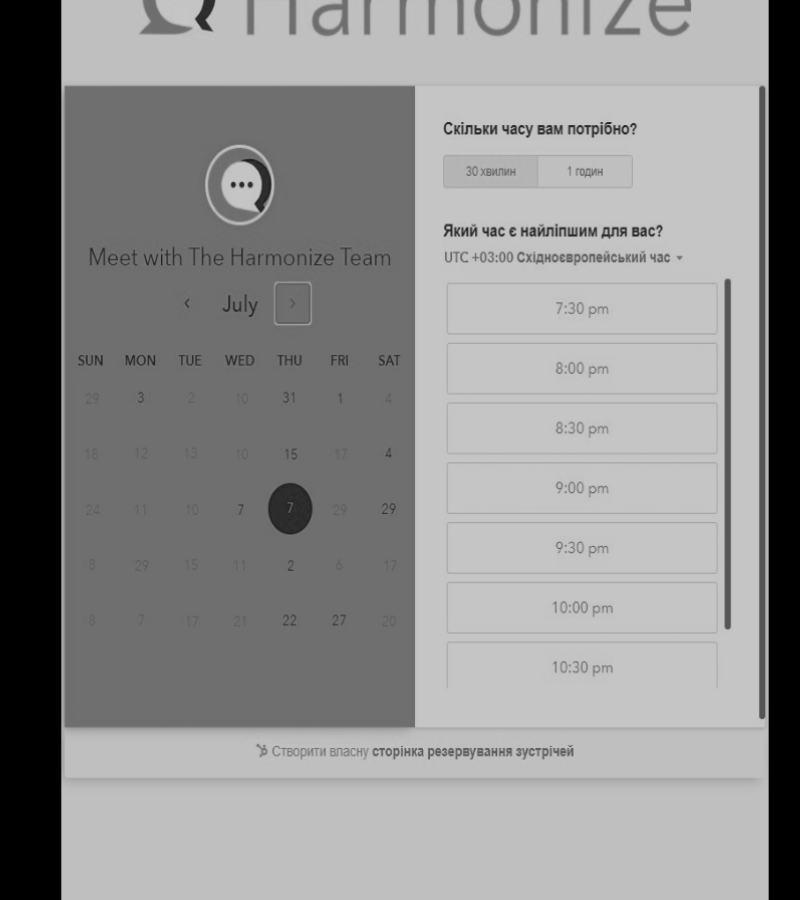 Harmonize
Meet with The Harmonize Team
‹ July ›
SUN MON TUE WED THU FRI SAT
29 3 2 10 31 1 4
18 12 13 10 15 17 4
24 11 10 7 7 29 29
8 29 15 11 2 6 17
8 7 17 21 22 27 20
Скільки часу вам потрібно?
30 хвилин 1 годин
Який час є найліпшим для вас?
UTC +03:00 Східноєвропейський час
7:30 pm
8:00 pm
8:30 pm
9:00 pm
9:30 pm
10:00 pm
10:30 pm
Створити власну сторінка резервування зустрічей